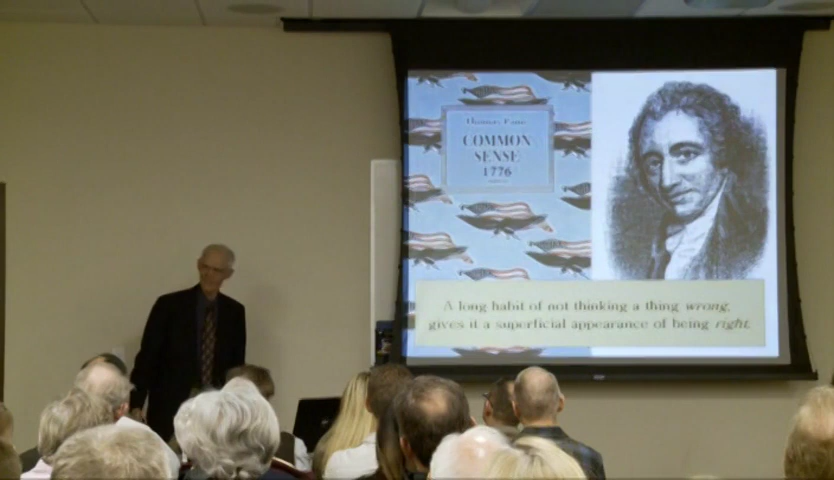 Thomas Paine
COMMON
SENSE
1776
A long habit of not thinking a thing wrong,
gives it a superficial appearance of being right.